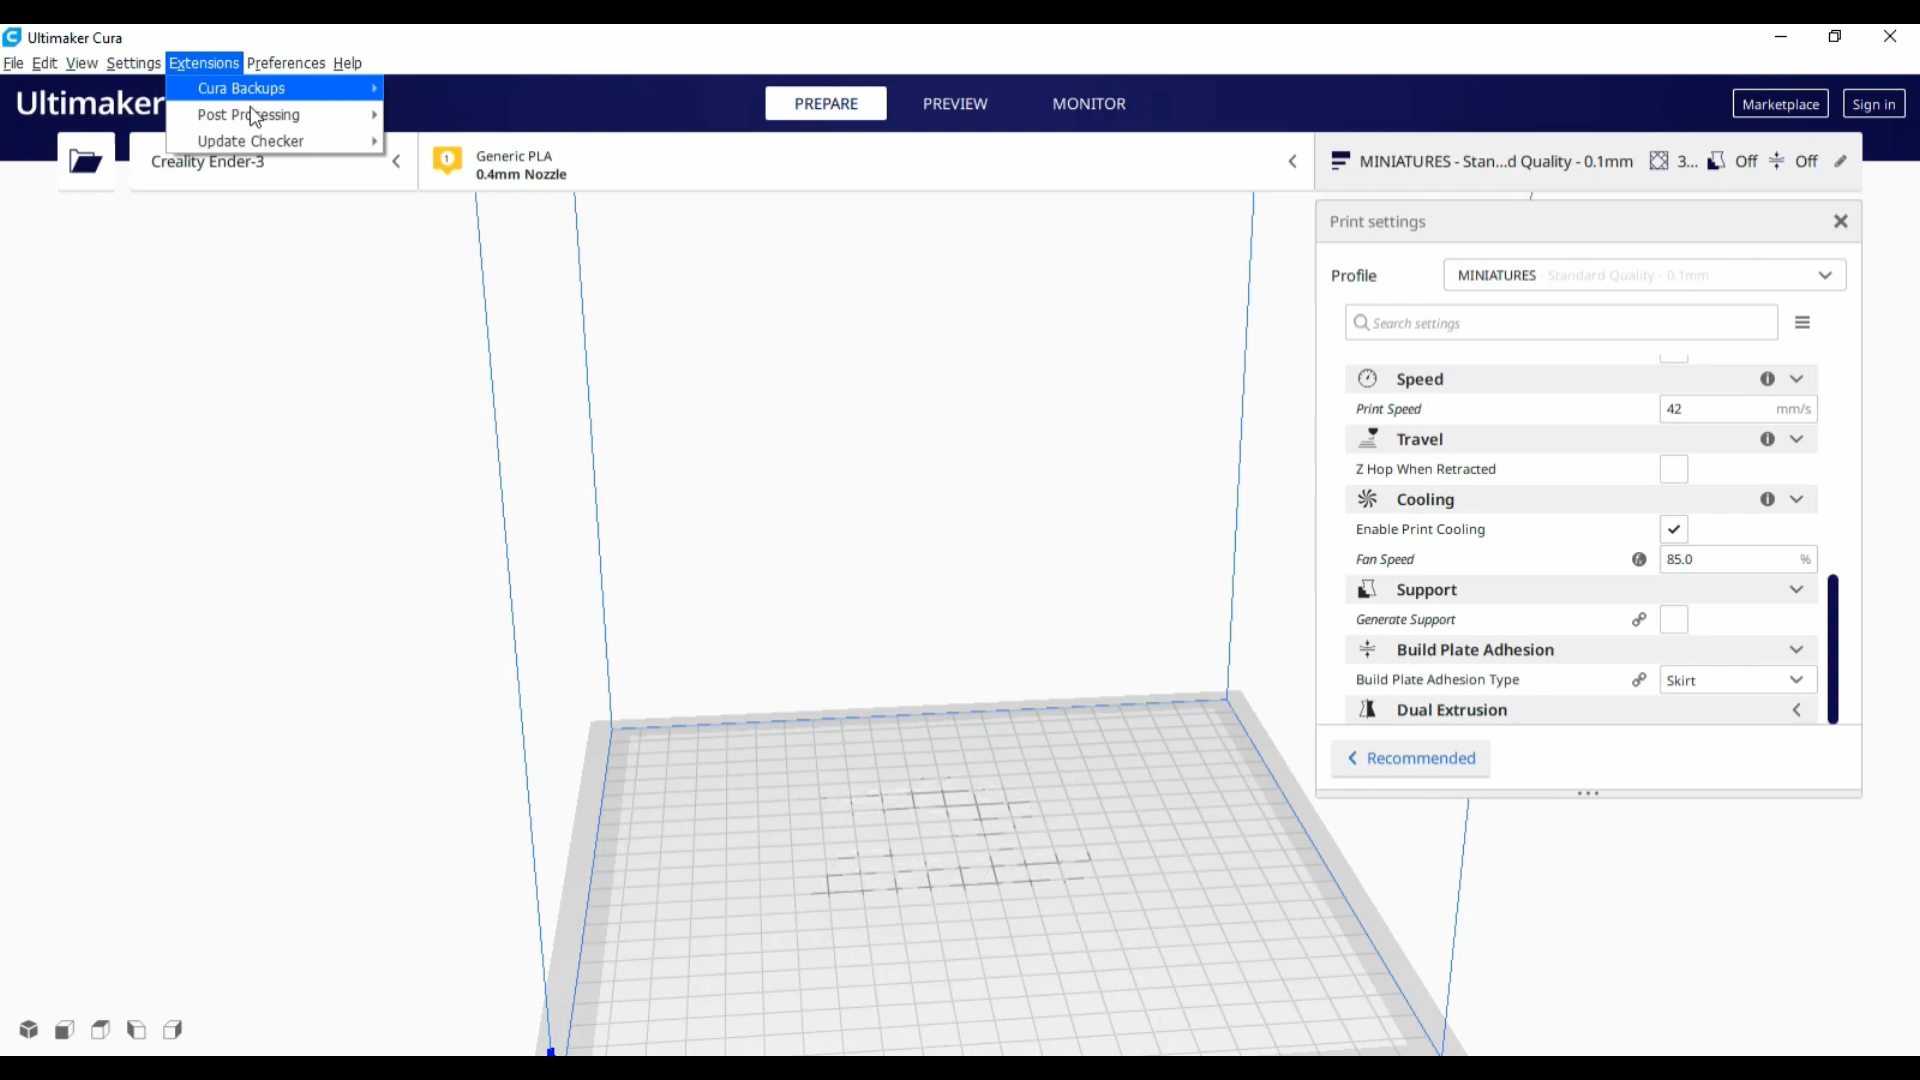 Ultimaker Cura
File Edit View Settings Extensions Preferences Help
Cura Backups
Post Processing
Update Checker
Ultimaker
PREPARE PREVIEW MONITOR
Marketplace Sign in
Creality Ender-3
1
Generic PLA
0.4mm Nozzle
MINIATURES - Stan...d Quality - 0.1mm 3... Off Off
Print settings
Profile MINIATURES - Standard Quality - 0.1mm
Search settings
Speed
Print Speed 42 mm/s
Travel
Z Hop When Retracted
Cooling
Enable Print Cooling
Fan Speed 85.0 %
Support
Generate Support
Build Plate Adhesion
Build Plate Adhesion Type Skirt
Dual Extrusion
Recommended